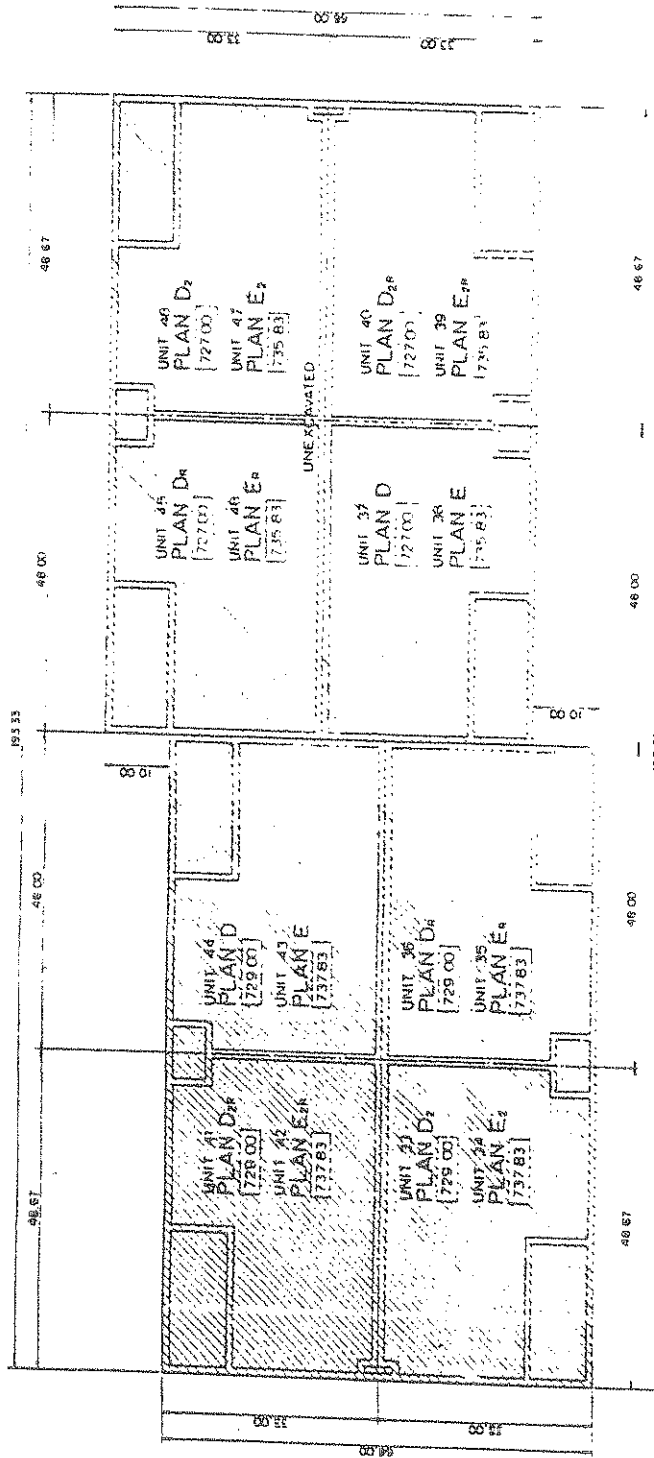 193.33
48.67
48.00
48.00
48.67
10.00
33.00
33.00
66.00
UNIT 41
PLAN D2R
[729.00]
UNIT 42
PLAN E2R
[737.83]
UNIT 44
PLAN D
[729.00]
UNIT 43
PLAN E
[737.83]
UNIT 45
PLAN DR
[727.00]
UNIT 46
PLAN ER
[735.83]
UNIT 48
PLAN D2
[727.00]
UNIT 47
PLAN E2
[735.83]
UNEXCAVATED
UNIT 33
PLAN D2
[729.00]
UNIT 34
PLAN E2
[737.83]
UNIT 36
PLAN DR
[729.00]
UNIT 35
PLAN ER
[737.83]
UNIT 37
PLAN D
[727.00]
UNIT 38
PLAN E
[735.83]
UNIT 40
PLAN D2R
[727.00]
UNIT 39
PLAN E2R
[735.83]
33.00
33.00
66.00
10.00
48.67
48.00
48.00
48.67